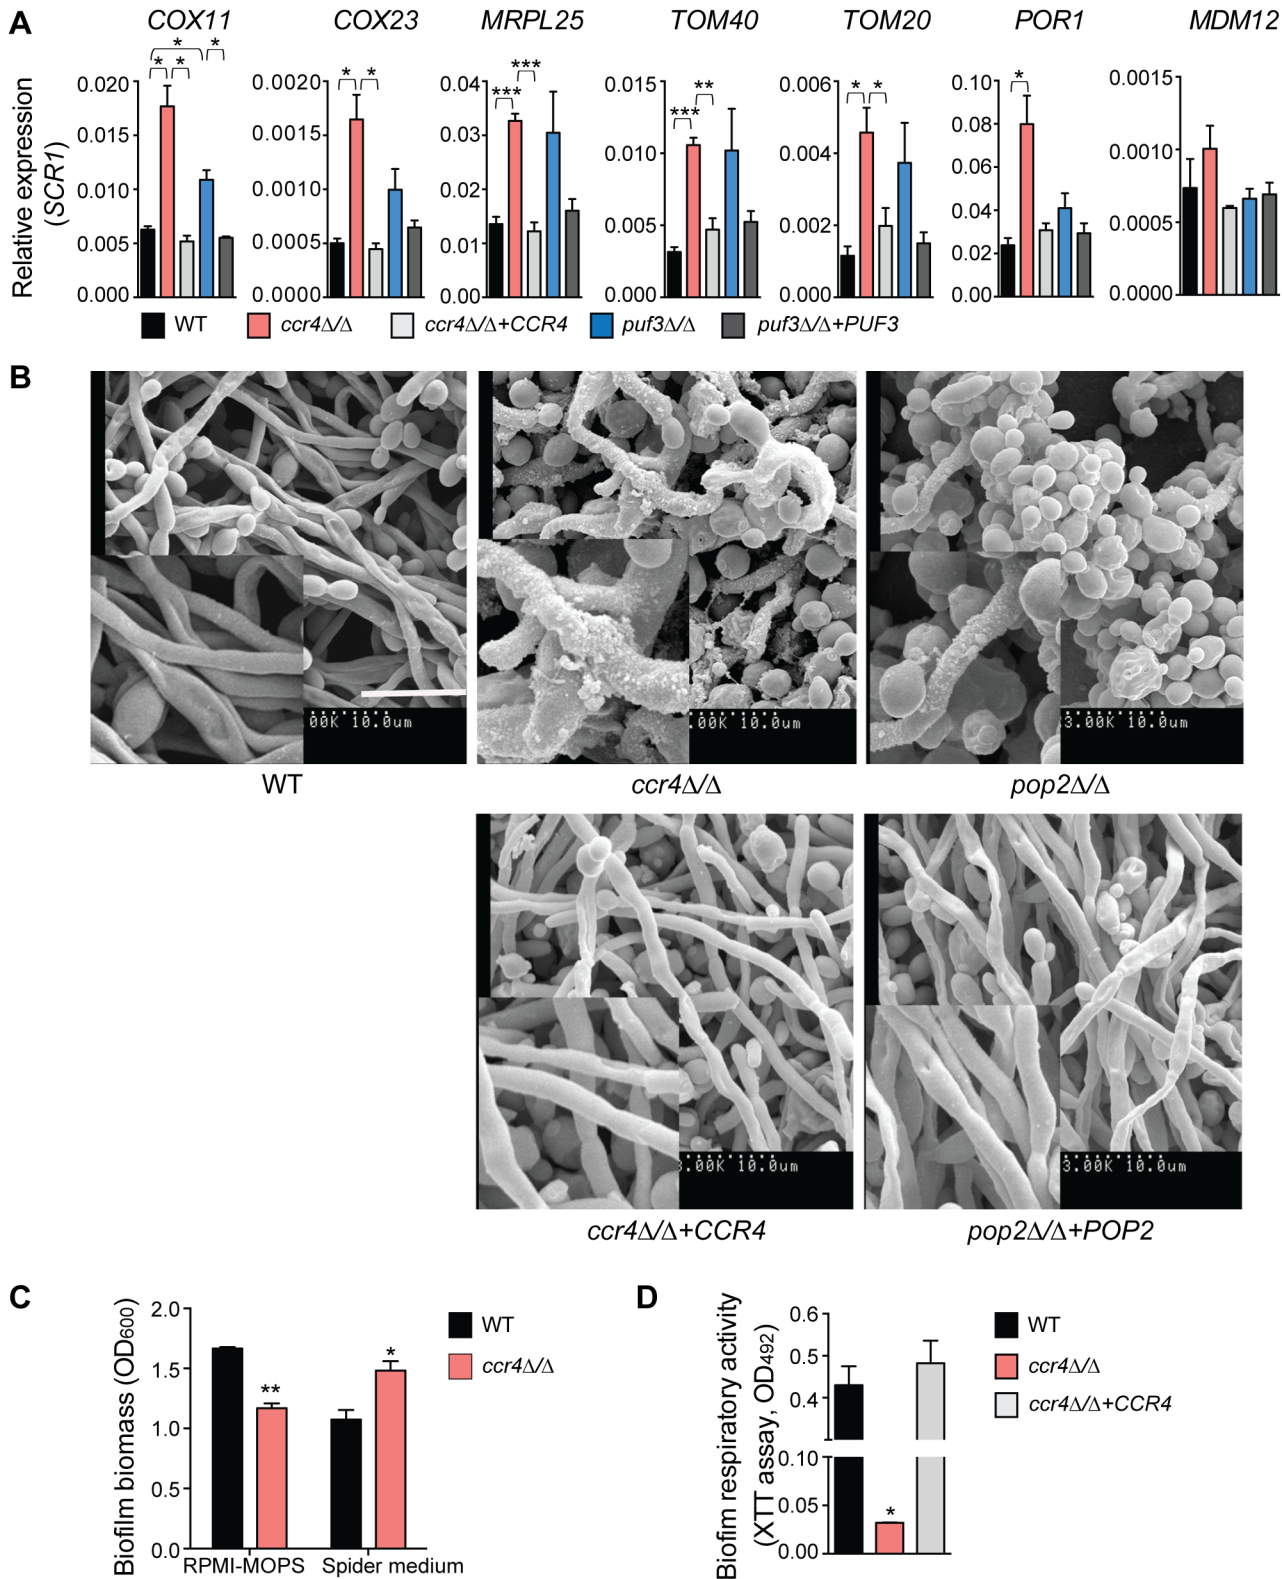 A
COX11 COX23 MRPL25 TOM40 TOM20 POR1 MDM12
Relative expression
(SCR1)
* * * *
0.020
0.015
0.010
0.005
0.000
* *
0.0020
0.0015
0.0010
0.0005
0.0000
*** ***
0.04
0.03
0.02
0.01
0.00
*** **
0.015
0.010
0.005
0.000
* *
0.006
0.004
0.002
0.000
*
0.10
0.08
0.06
0.04
0.02
0.00
0.0015
0.0010
0.0005
0.0000
WT ccr4Δ/Δ ccr4Δ/Δ+CCR4 puf3Δ/Δ puf3Δ/Δ+PUF3
B
00K 10.0um
.00K 10.0um
3.00K 10.0um
WT ccr4Δ/Δ pop2Δ/Δ
3.00K 10.0um
3.00K 10.0um
ccr4Δ/Δ+CCR4 pop2Δ/Δ+POP2
C
Biofilm biomass (OD600)
2.0
1.5
1.0
0.5
0.0
**
*
RPMI-MOPS Spider medium
WT
ccr4Δ/Δ
D
Biofim respiratory activity
(XTT assay, OD492)
0.6
0.5
0.4
0.10
0.05
0.00
*
WT
ccr4Δ/Δ
ccr4Δ/Δ+CCR4